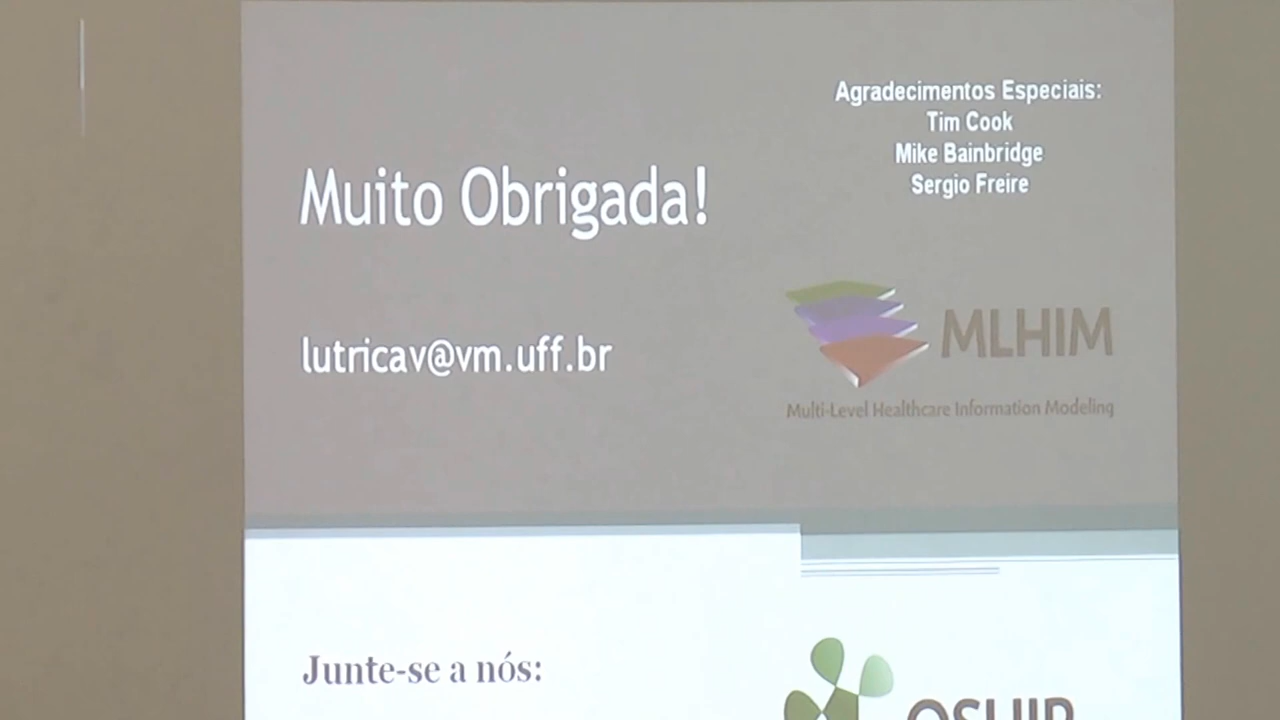 Agradecimentos Especiais:
Tim Cook
Mike Bainbridge
Sergio Freire
Muito Obrigada!
lutricav@vm.uff.br
MLHIM
Multi-Level Healthcare Information Modeling
Junte-se a nós:
OSHIP